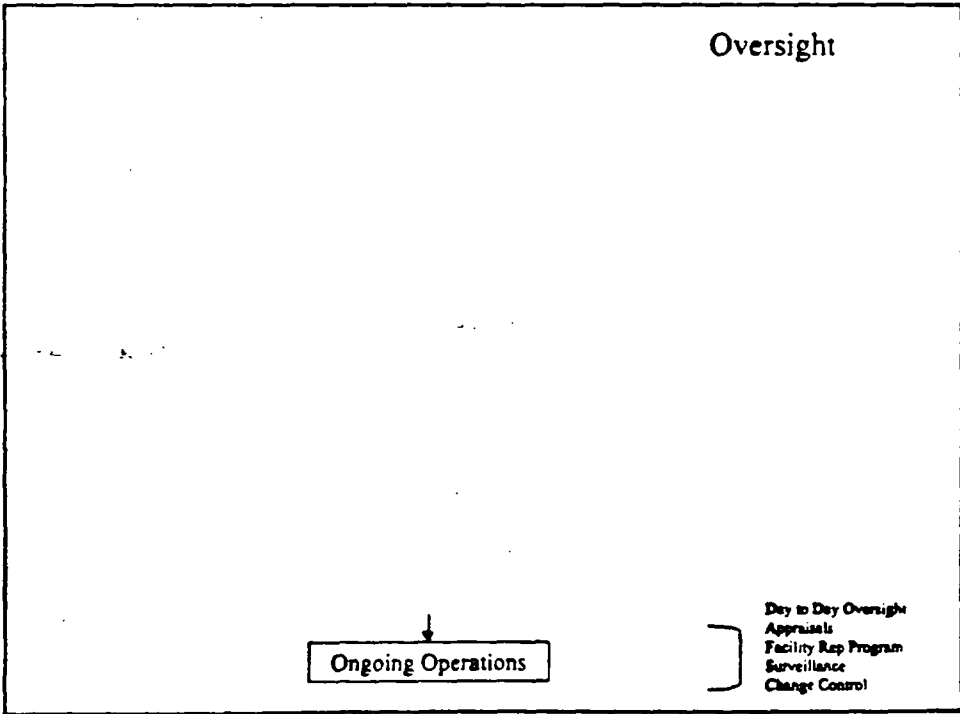 Oversight
Day to Day Oversight
Appraisals
Facility Rep Program
Surveillance
Change Control
Ongoing Operations